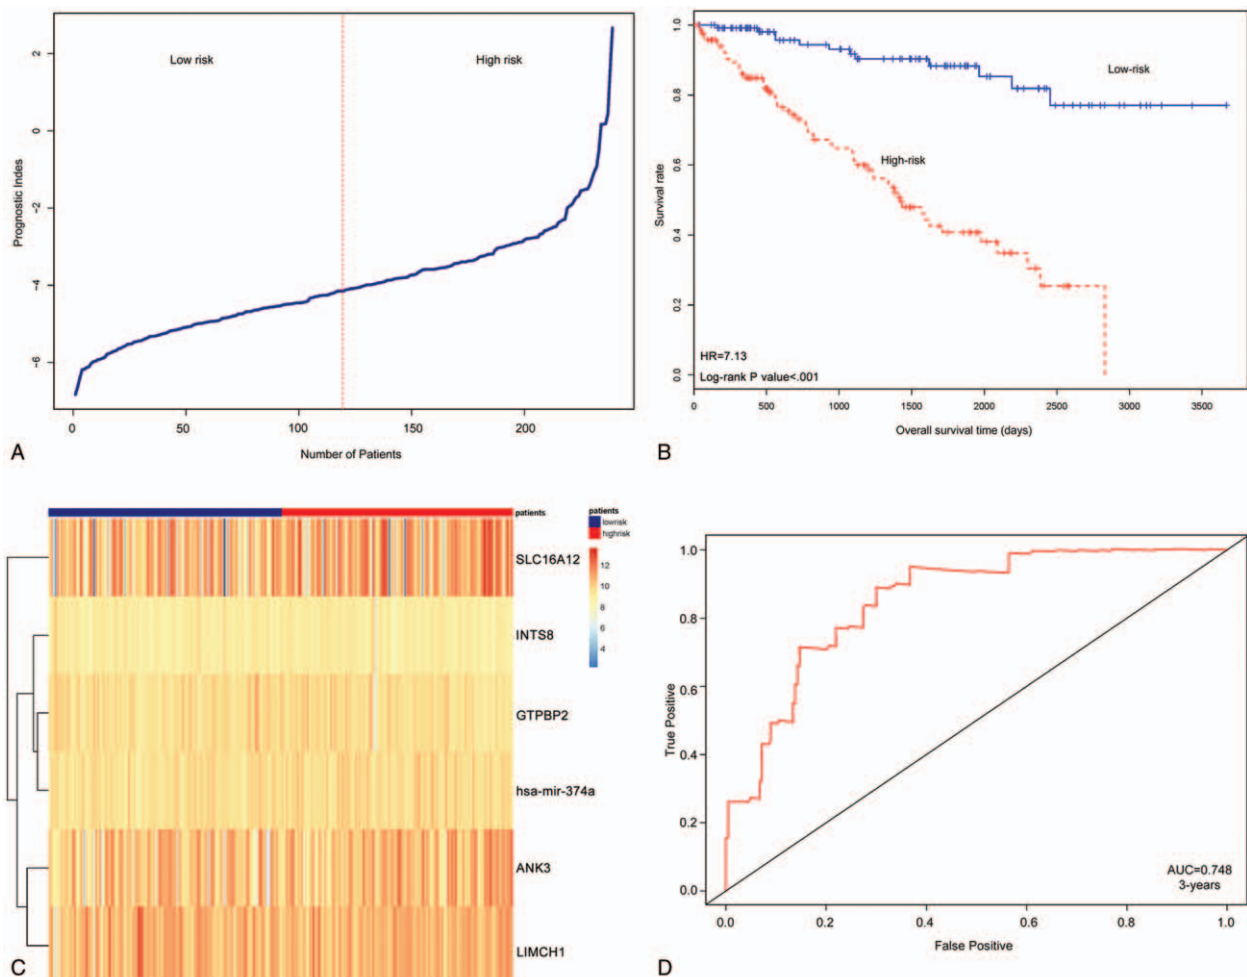 2
0
-2
-4
-6
Prognostic Index
Low risk
High risk
0
50
100
150
200
Number of Patients
A
1.0
0.8
0.6
0.4
0.2
0.0
Survival rate
Low-risk
High-risk
HR=7.13
Log-rank P value<.001
0
500
1000
1500
2000
2500
3000
3500
Overall survival time (days)
B
patients
SLC16A12
INTS8
GTPBP2
hsa-mir-374a
ANK3
LIMCH1
patients
lowrisk
highrisk
12
10
8
6
4
C
1.0
0.8
0.6
0.4
0.2
0.0
True Positive
AUC=0.748
3-years
0.0
0.2
0.4
0.6
0.8
1.0
False Positive
D